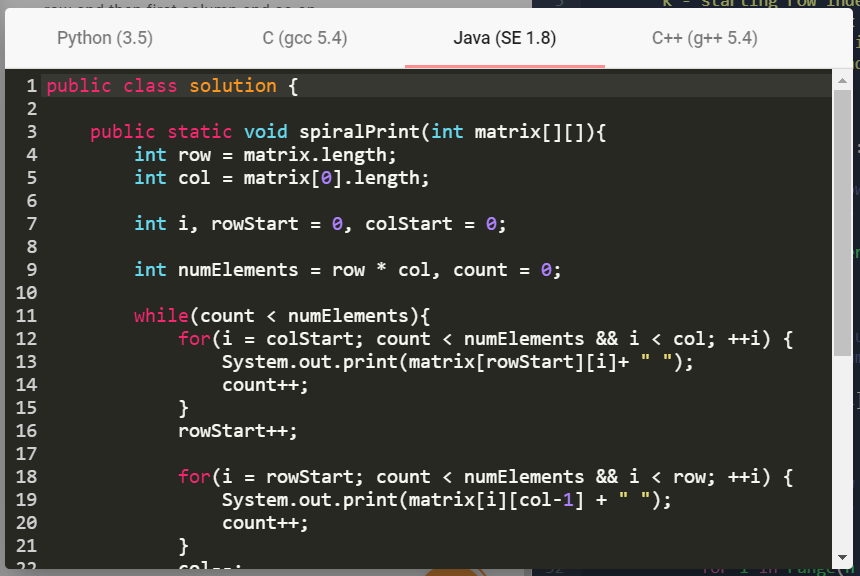 Python (3.5) C (gcc 5.4) Java (SE 1.8) C++ (g++ 5.4)
1 public class solution {
2
3 public static void spiralPrint(int matrix[][]){
4 int row = matrix.length;
5 int col = matrix[0].length;
6
7 int i, rowStart = 0, colStart = 0;
8
9 int numElements = row * col, count = 0;
10
11 while(count < numElements){
12 for(i = colStart; count < numElements && i < col; ++i) {
13 System.out.print(matrix[rowStart][i]+ " ");
14 count++;
15 }
16 rowStart++;
17
18 for(i = rowStart; count < numElements && i < row; ++i) {
19 System.out.print(matrix[i][col-1] + " ");
20 count++;
21 }